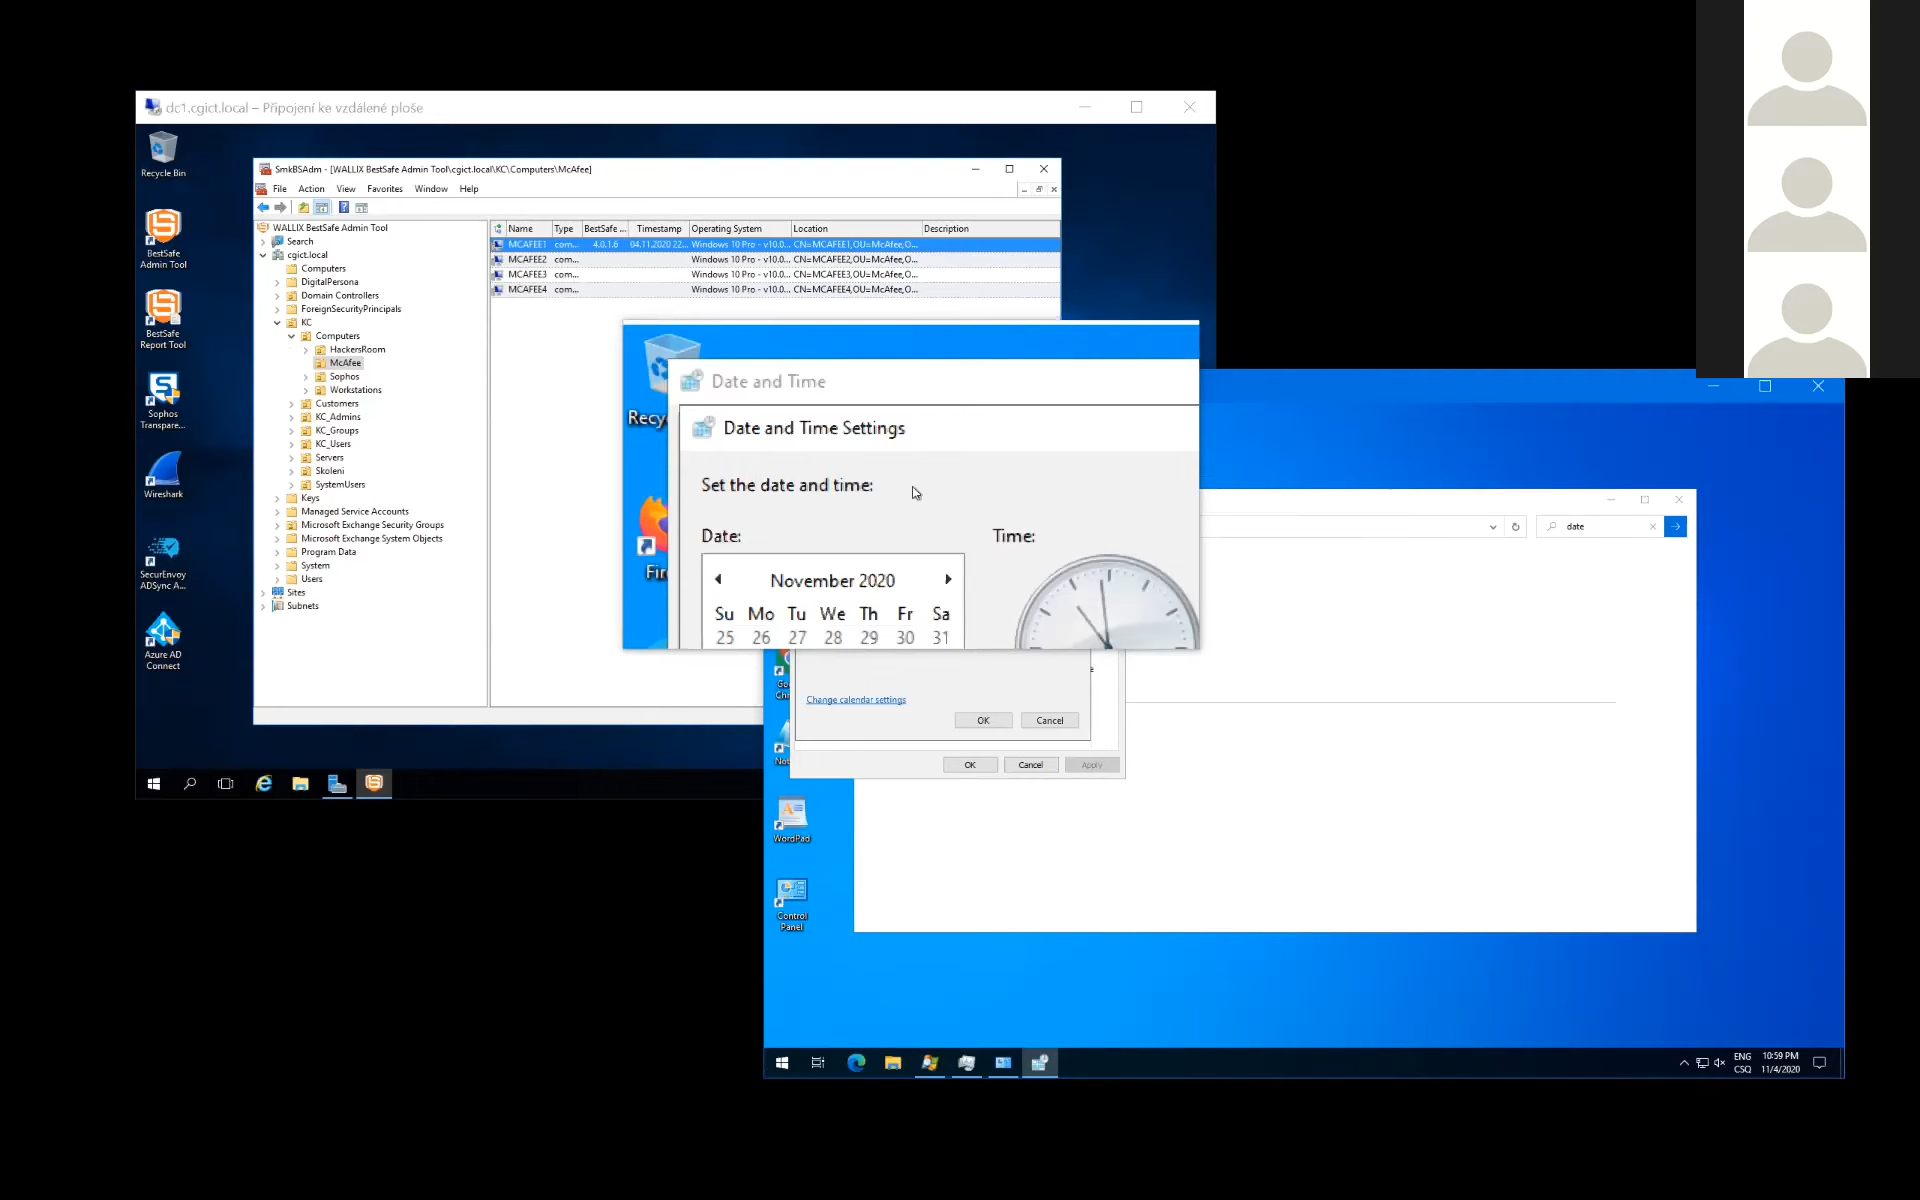 dc1.cgict.local – Připojení ke vzdálené ploše
Recycle Bin
BestSafe
Admin Tool
BestSafe
Report Tool
Sophos
Transpare...
Wireshark
SecurEnvoy
ADSync A...
Azure AD
Connect
SmkBSAdm - [WALLIX BestSafe Admin Tool\cgict.local\KC\Computers\McAfee]
File Action View Favorites Window Help
WALLIX BestSafe Admin Tool
Search
cgict.local
Computers
DigitalPersona
Domain Controllers
ForeignSecurityPrincipals
KC
Computers
HackersRoom
McAfee
Sophos
Workstations
Customers
KC_Admins
KC_Groups
KC_Users
Servers
Skoleni
SystemUsers
Keys
Managed Service Accounts
Microsoft Exchange Security Groups
Microsoft Exchange System Objects
Program Data
System
Users
Sites
Subnets
Name Type BestSafe ... Timestamp Operating System Location Description
MCAFEE1 com... 4.0.1.6 04.11.2020 22... Windows 10 Pro - v10.0... CN=MCAFEE1,OU=McAfee,O...
MCAFEE2 com... Windows 10 Pro - v10.0... CN=MCAFEE2,OU=McAfee,O...
MCAFEE3 com... Windows 10 Pro - v10.0... CN=MCAFEE3,OU=McAfee,O...
MCAFEE4 com... Windows 10 Pro - v10.0... CN=MCAFEE4,OU=McAfee,O...
Recy
Fir
Date and Time
Date and Time Settings
Set the date and time:
Date: Time:
November 2020
Su Mo Tu We Th Fr Sa
25 26 27 28 29 30 31
Change calendar settings
OK Cancel
OK Cancel Apply
date
WordPad
Control
Panel
ENG
CSQ
10:59 PM
11/4/2020